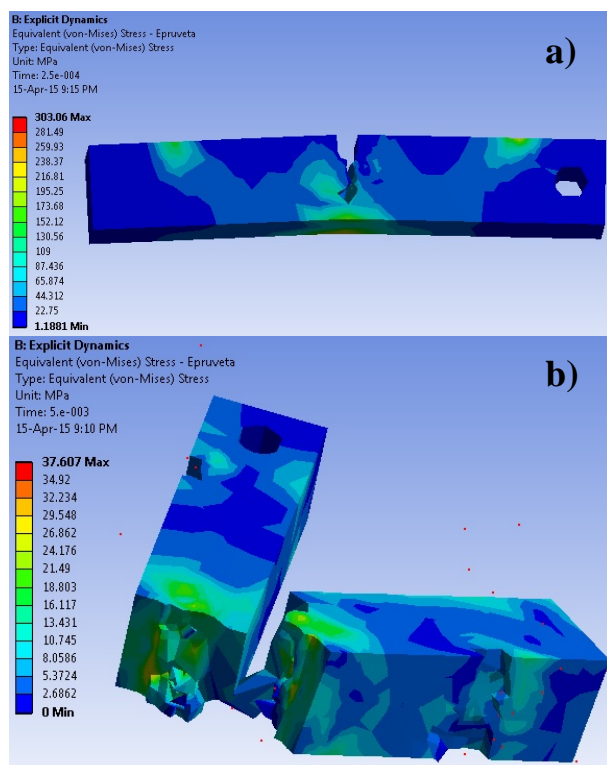 B: Explicit Dynamics
Equivalent (von-Mises) Stress - Epruveta
Type: Equivalent (von-Mises) Stress
Unit: MPa
Time: 2.5e-004
15-Apr-15 9:15 PM
a)
303.06 Max
281.49
259.93
238.37
216.81
195.25
173.68
152.12
130.56
109
87.436
65.874
44.312
22.75
1.1881 Min
B: Explicit Dynamics
Equivalent (von-Mises) Stress - Epruveta
Type: Equivalent (von-Mises) Stress
Unit: MPa
Time: 5.e-003
15-Apr-15 9:10 PM
b)
37.607 Max
34.92
32.234
29.548
26.862
24.176
21.49
18.803
16.117
13.431
10.745
8.0586
5.3724
2.6862
0 Min